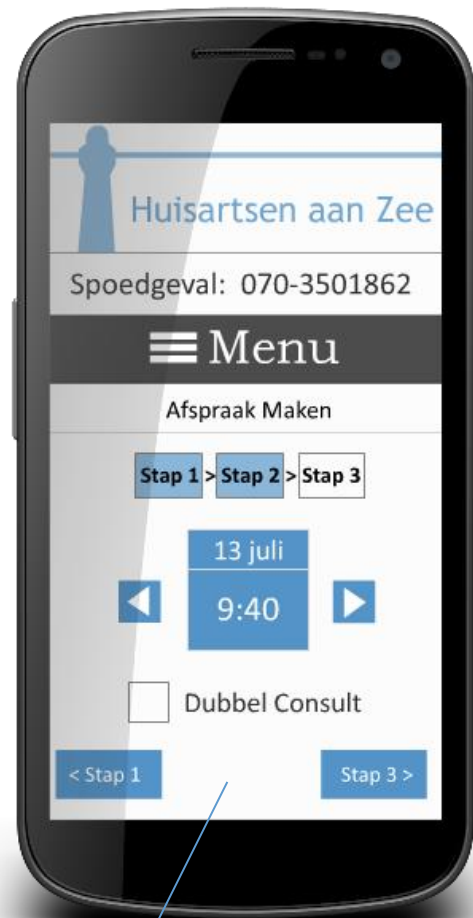 Huisartsen aan Zee
Spoedgeval: 070-3501862
Menu
Afspraak Maken
Stap 1 > Stap 2 > Stap 3
13 juli
9:40
Dubbel Consult
< Stap 1 Stap 3 >